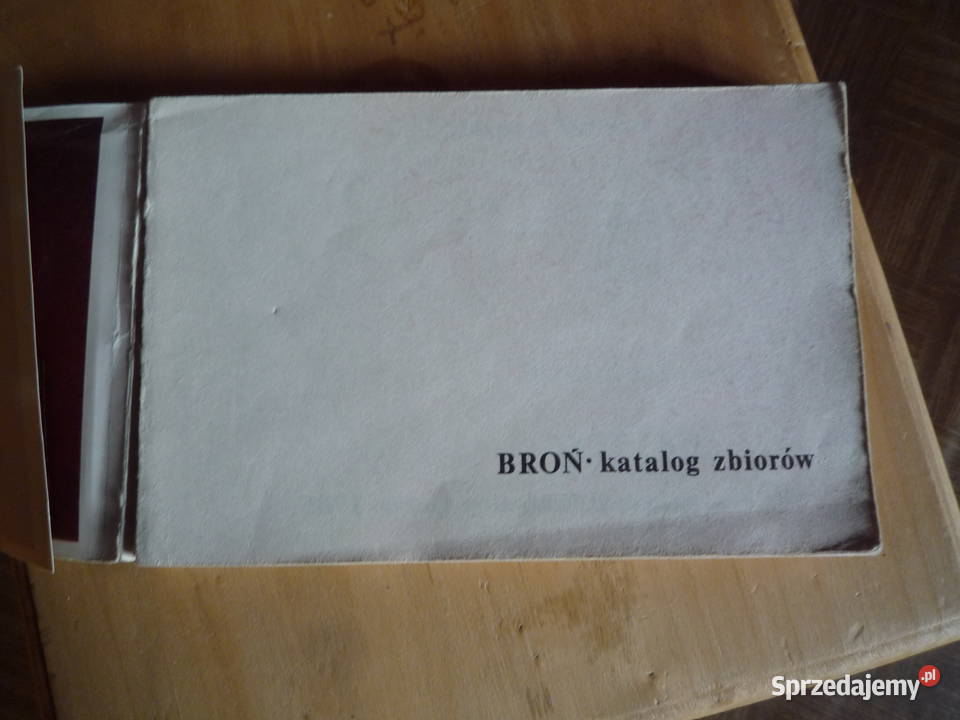 BROŃ· katalog zbiorów
Sprzedajemy.pl